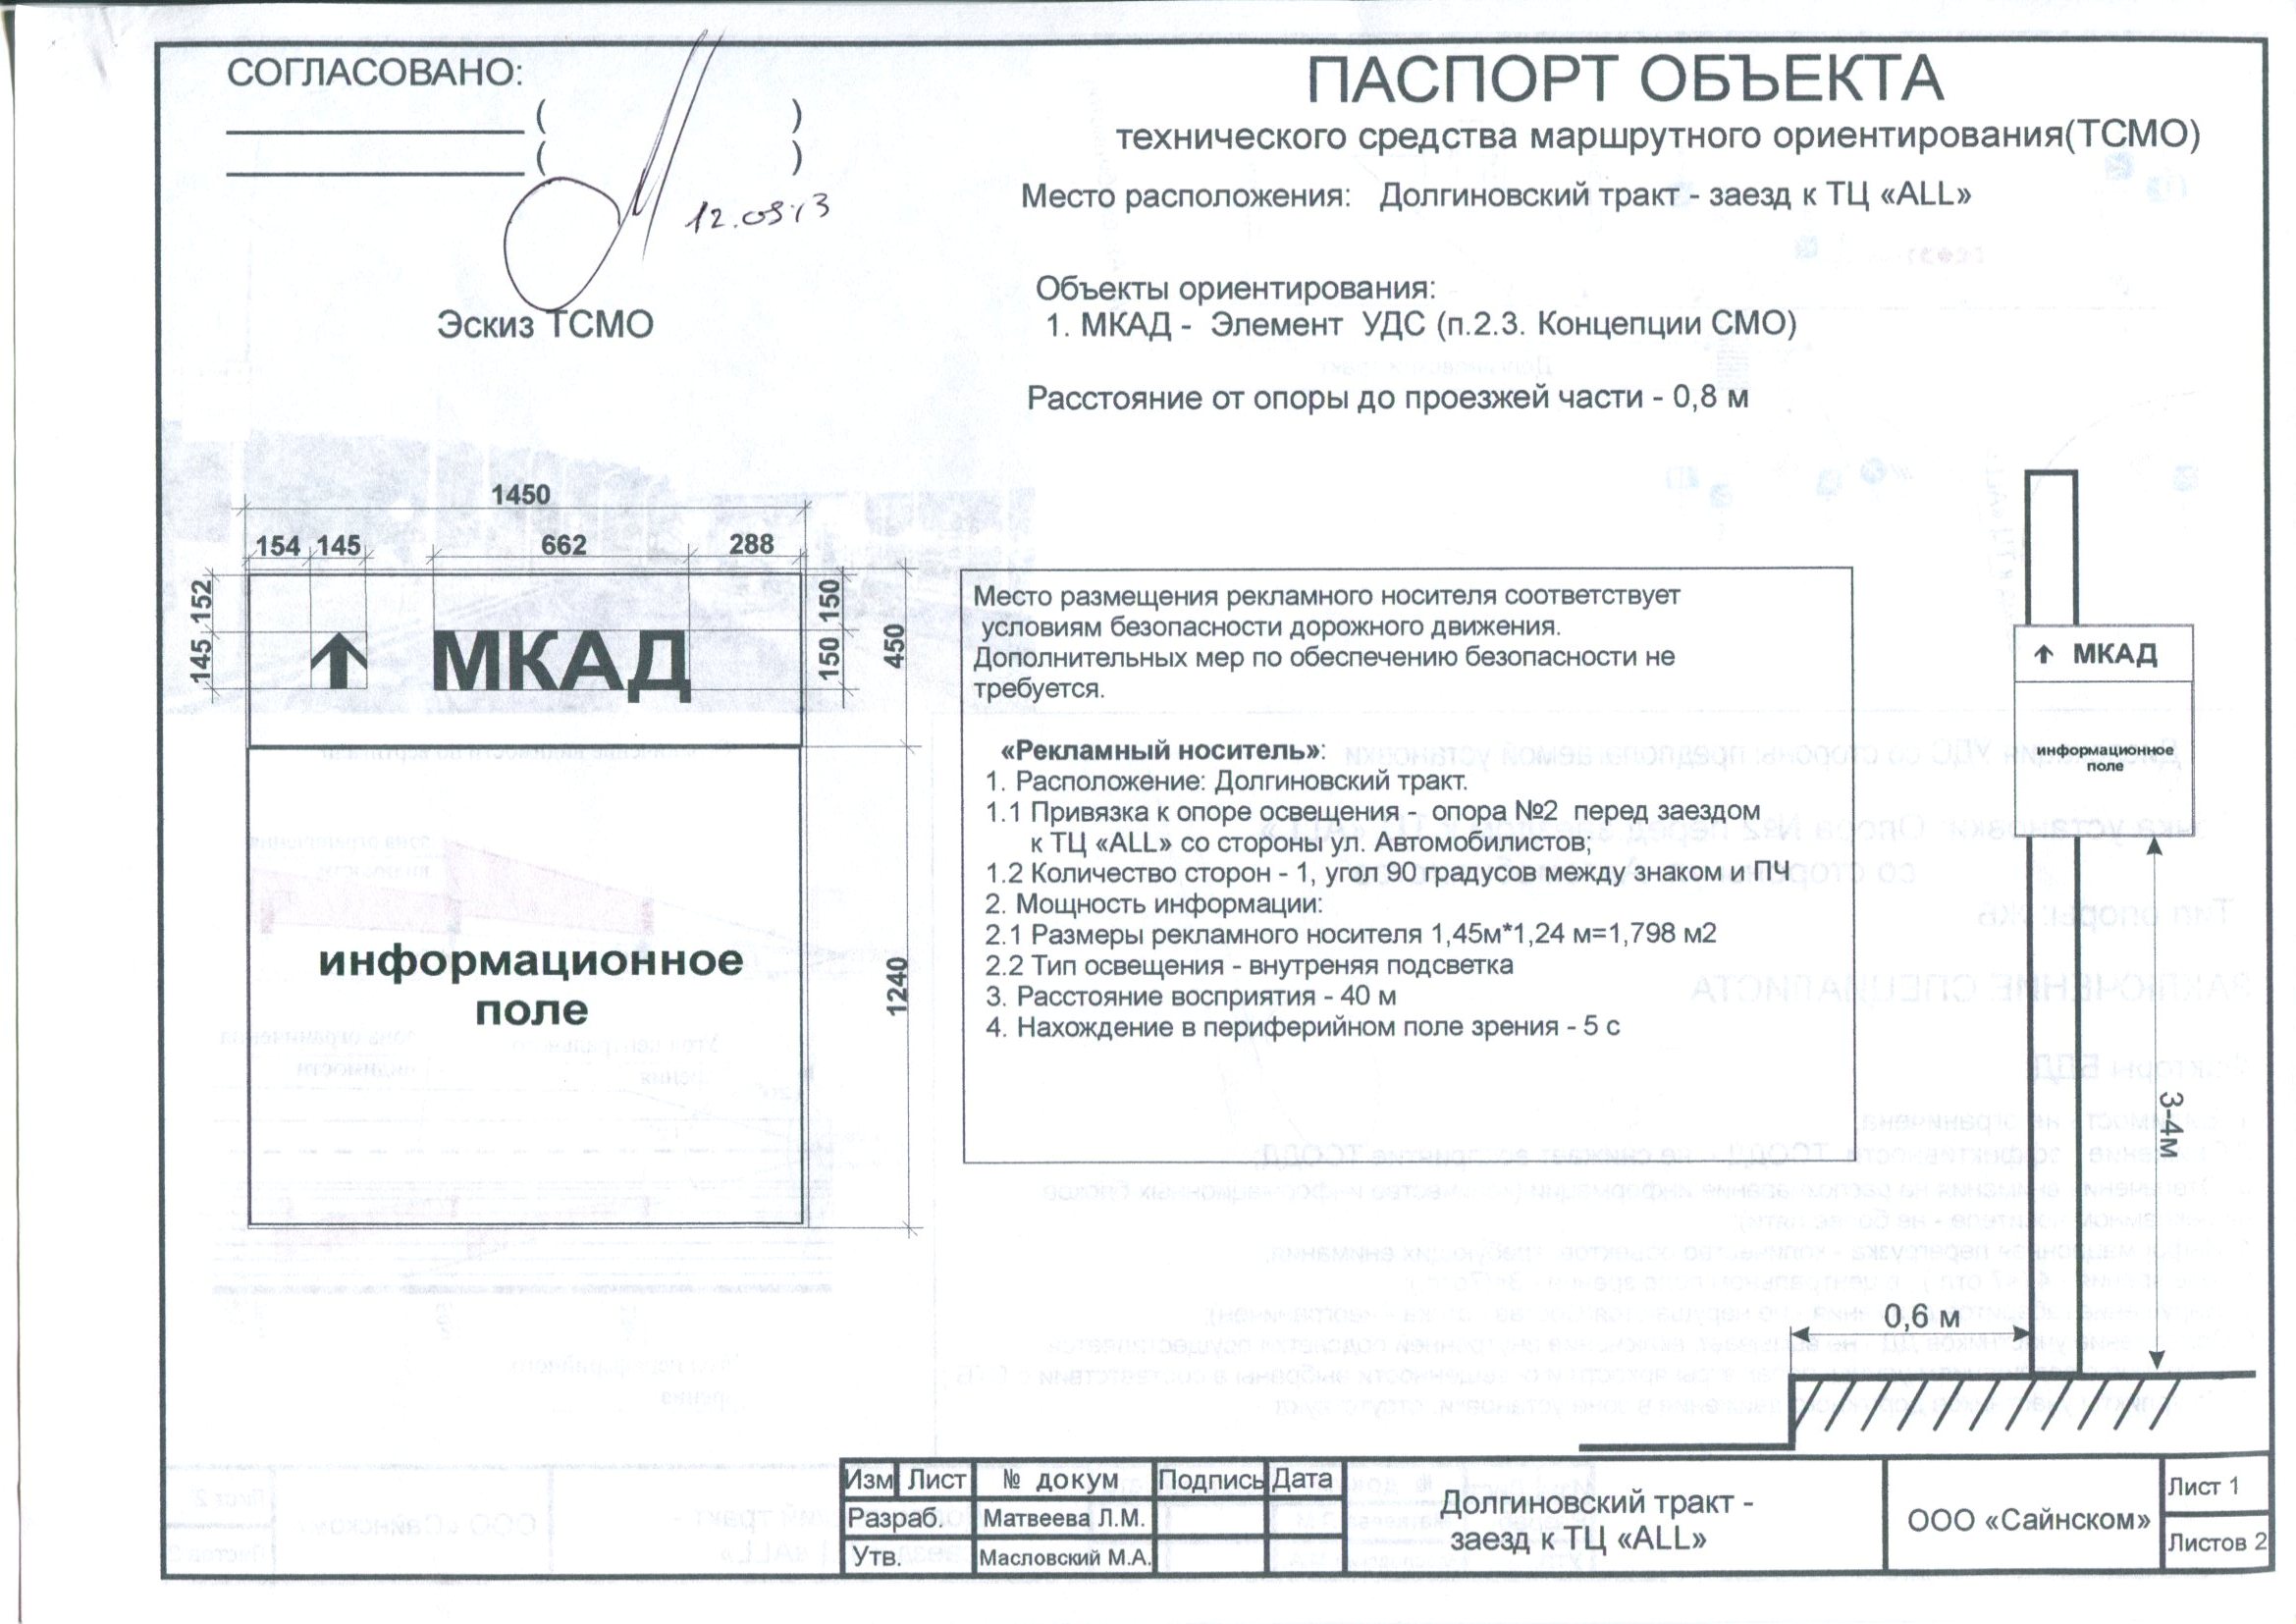 СОГЛАСОВАНО:
( )
( )
12.03.13
ПАСПОРТ ОБЪЕКТА
технического средства маршрутного ориентирования(ТСМО)
Место расположения: Долгиновский тракт - заезд к ТЦ «ALL»
Объекты ориентирования:
1. МКАД - Элемент УДС (п.2.3. Концепции СМО)
Расстояние от опоры до проезжей части - 0,8 м
Эскиз ТСМО
1450
154 145 662 288
152
145
150
150
450
1240
↑ МКАД
информационное
поле
Место размещения рекламного носителя соответствует
условиям безопасности дорожного движения.
Дополнительных мер по обеспечению безопасности не
требуется.
«Рекламный носитель»:
1. Расположение: Долгиновский тракт.
1.1 Привязка к опоре освещения - опора №2 перед заездом
к ТЦ «ALL» со стороны ул. Автомобилистов;
1.2 Количество сторон - 1, угол 90 градусов между знаком и ПЧ
2. Мощность информации:
2.1 Размеры рекламного носителя 1,45м*1,24 м=1,798 м2
2.2 Тип освещения - внутреняя подсветка
3. Расстояние восприятия - 40 м
4. Нахождение в периферийном поле зрения - 5 с
↑ МКАД
информационное
поле
3-4м
0,6 м
Изм Лист № докум Подпись Дата
Разраб. Матвеева Л.М.
Утв. Масловский М.А.
Долгиновский тракт -
заезд к ТЦ «ALL»
ООО «Сайнском»
Лист 1
Листов 2